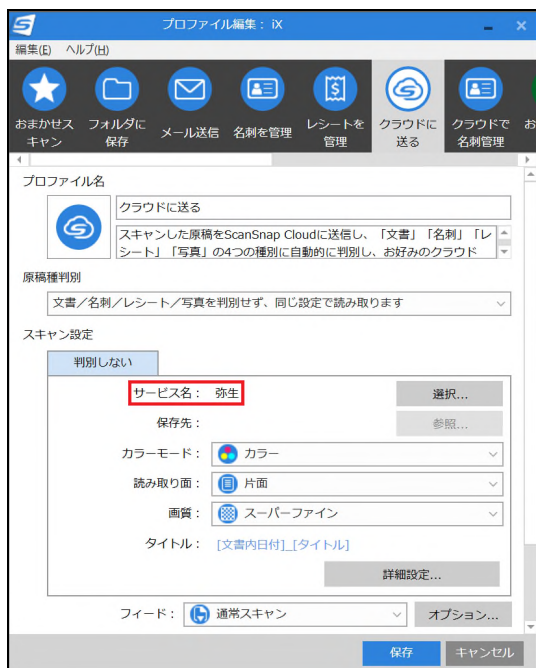 プロファイル編集： iX
編集(E) ヘルプ(H)
おまかせス
キャン
フォルダに
保存
メール送信
名刺を管理
レシートを
管理
クラウドに
送る
クラウドで
名刺管理
お
プロファイル名
クラウドに送る
スキャンした原稿をScanSnap Cloudに送信し、「文書」「名刺」「レ
シート」「写真」の4つの種別に自動的に判別し、お好みのクラウド
原稿種判別
文書／名刺／レシート／写真を判別せず、同じ設定で読み取ります
スキャン設定
判別しない
サービス名： 弥生
選択...
保存先：
参照...
カラーモード： カラー
読み取り面： 片面
画質： スーパーファイン
タイトル： [文書内日付]_[タイトル]
詳細設定...
フィード： 通常スキャン
オプション...
保存
キャンセル